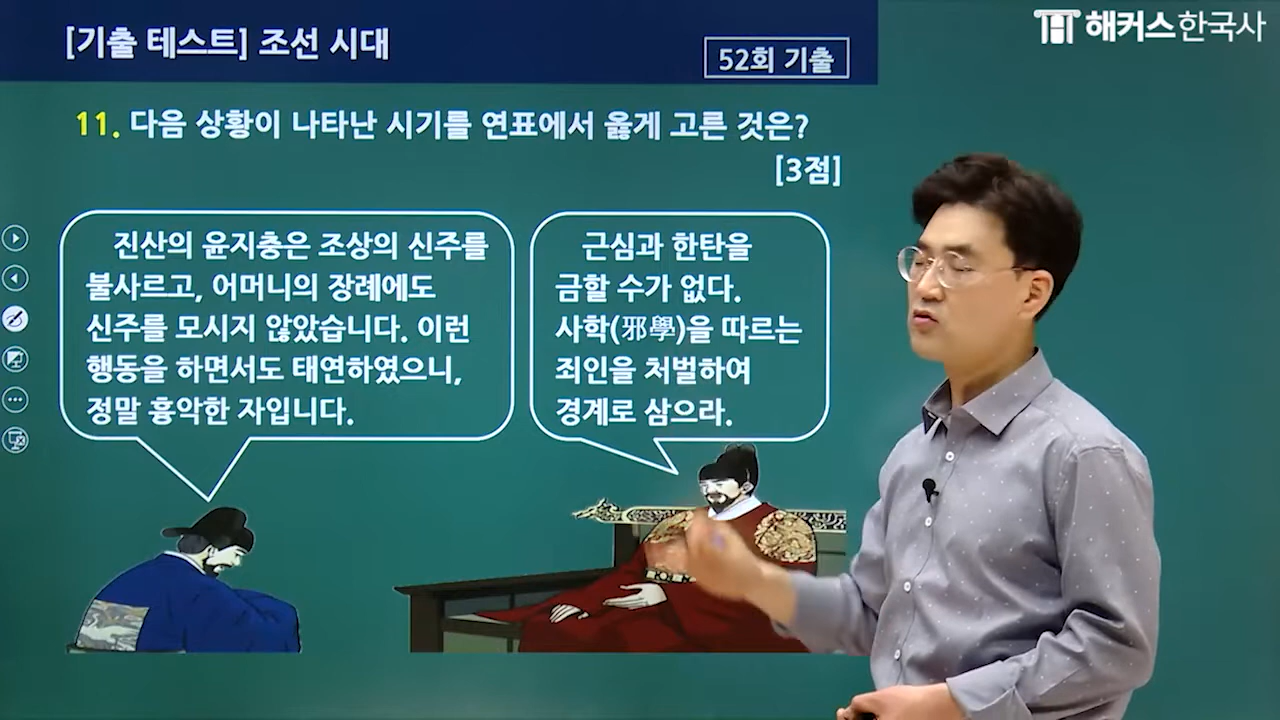 [기출 테스트] 조선 시대
52회 기출
해커스한국사
11. 다음 상황이 나타난 시기를 연표에서 옳게 고른 것은?
[3점]
진산의 윤지충은 조상의 신주를
불사르고, 어머니의 장례에도
신주를 모시지 않았습니다. 이런
행동을 하면서도 태연하였으니,
정말 흉악한 자입니다.
근심과 한탄을
금할 수가 없다.
사학(邪學)을 따르는
죄인을 처벌하여
경계로 삼으라.